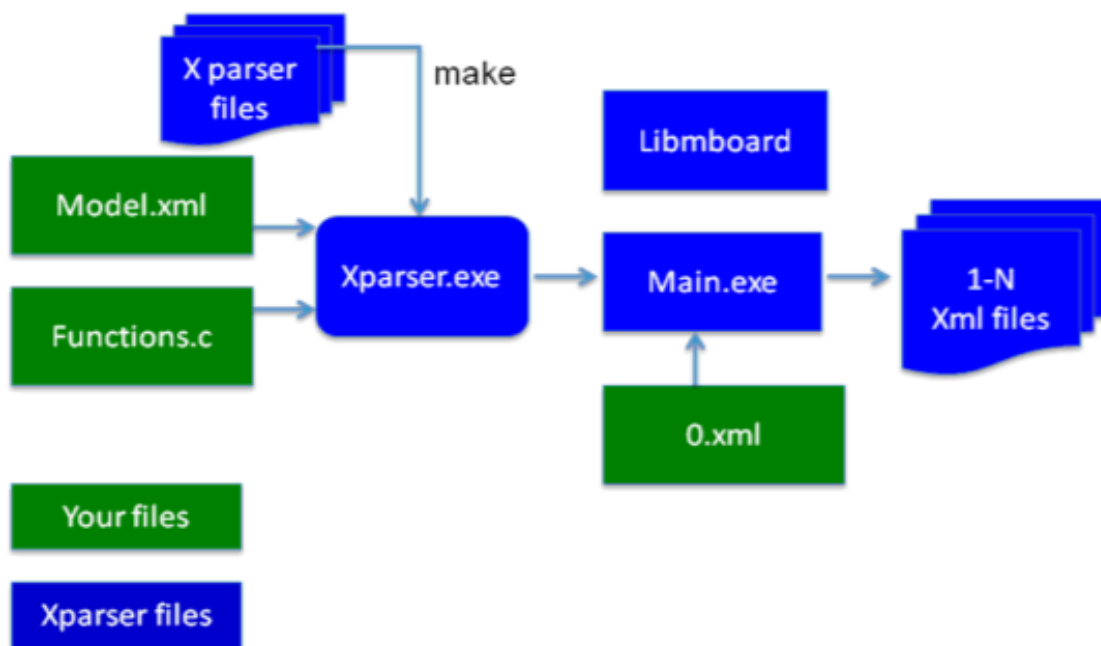 X parser
files
make
Libmboard
Model.xml
Xparser.exe
Main.exe
1-N
Xml files
Functions.c
0.xml
Your files
Xparser files